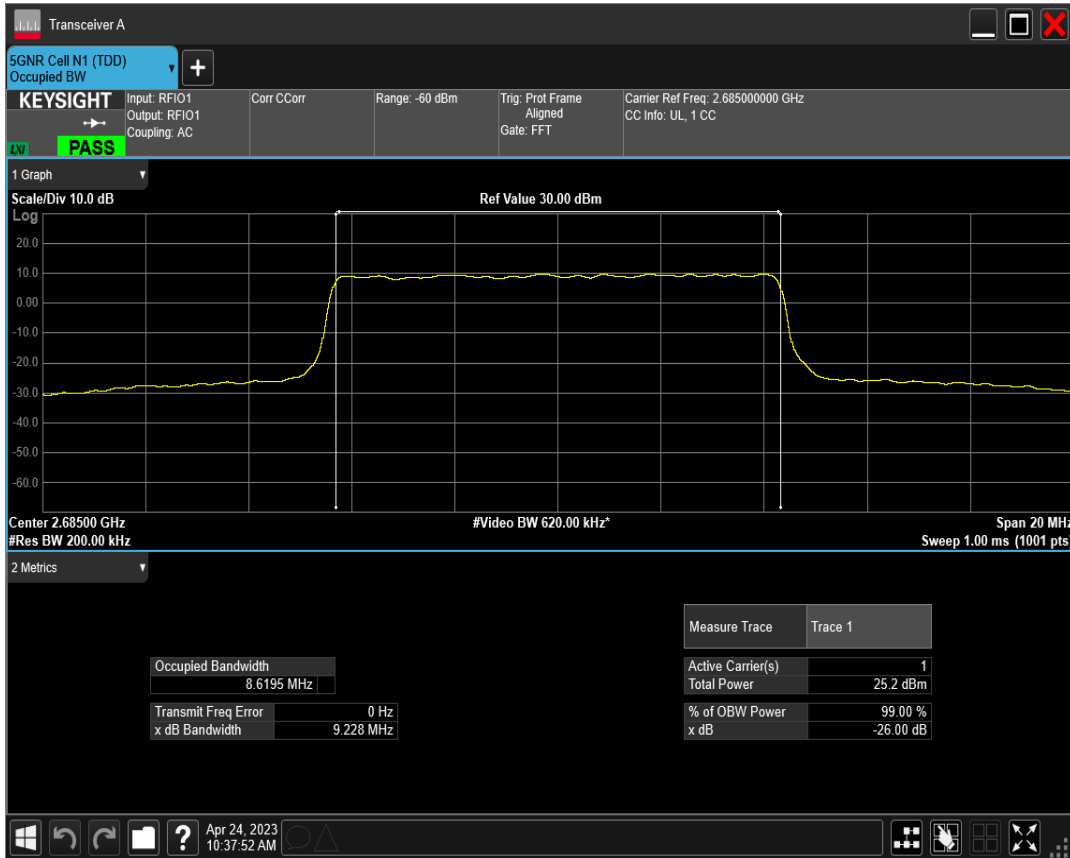 Transceiver A
5GNR Cell N1 (TDD)
Occupied BW
+
KEYSIGHT
LXI
PASS
Input: RFIO1
Output: RFIO1
Coupling: AC
Corr CCorr
Range: -60 dBm
Trig: Prot Frame
Aligned
Gate: FFT
Carrier Ref Freq: 2.685000000 GHz
CC Info: UL, 1 CC
1 Graph
Scale/Div 10.0 dB
Ref Value 30.00 dBm
Log
20.0
10.0
0.00
-10.0
-20.0
-30.0
-40.0
-50.0
-60.0
Center 2.68500 GHz
#Video BW 620.00 kHz*
Span 20 MHz
#Res BW 200.00 kHz
Sweep 1.00 ms (1001 pts)
2 Metrics
Measure Trace Trace 1
Occupied Bandwidth
8.6195 MHz
Active Carrier(s) 1
Total Power 25.2 dBm
Transmit Freq Error 0 Hz
x dB Bandwidth 9.228 MHz
% of OBW Power 99.00 %
x dB -26.00 dB
?
Apr 24, 2023
10:37:52 AM